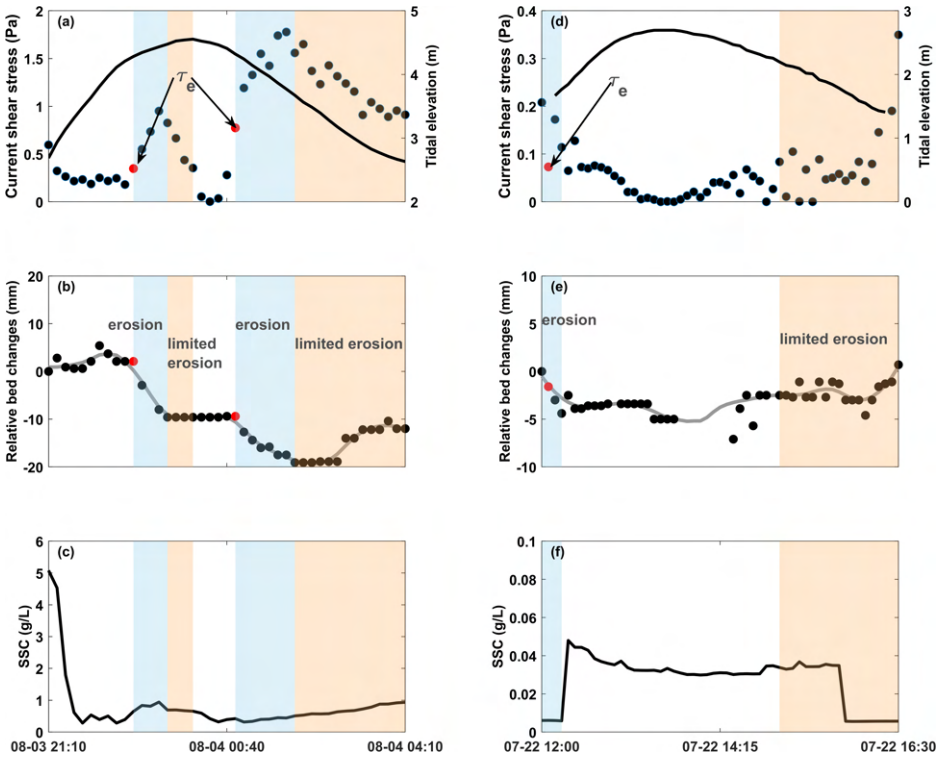 (a)
Currrent shear stress (Pa)
2
1.5
1
0.5
0
τe
5
4
3
2
Tidal elevation (m)
(d)
Currrent shear stress (Pa)
0.4
0.3
0.2
0.1
0
τe
3
2
1
0
Tidal elevation (m)
(b)
Relative bed changes (mm)
20
10
0
-10
-20
erosion
limited
erosion
erosion
limited erosion
(e)
Relative bed changes (mm)
10
5
0
-5
-10
erosion
limited erosion
(c)
SSC (g/L)
6
5
4
3
2
1
0
08-03 21:10
08-04 00:40
08-04 04:10
(f)
SSC (g/L)
0.1
0.08
0.06
0.04
0.02
0
07-22 12:00
07-22 14:15
07-22 16:30